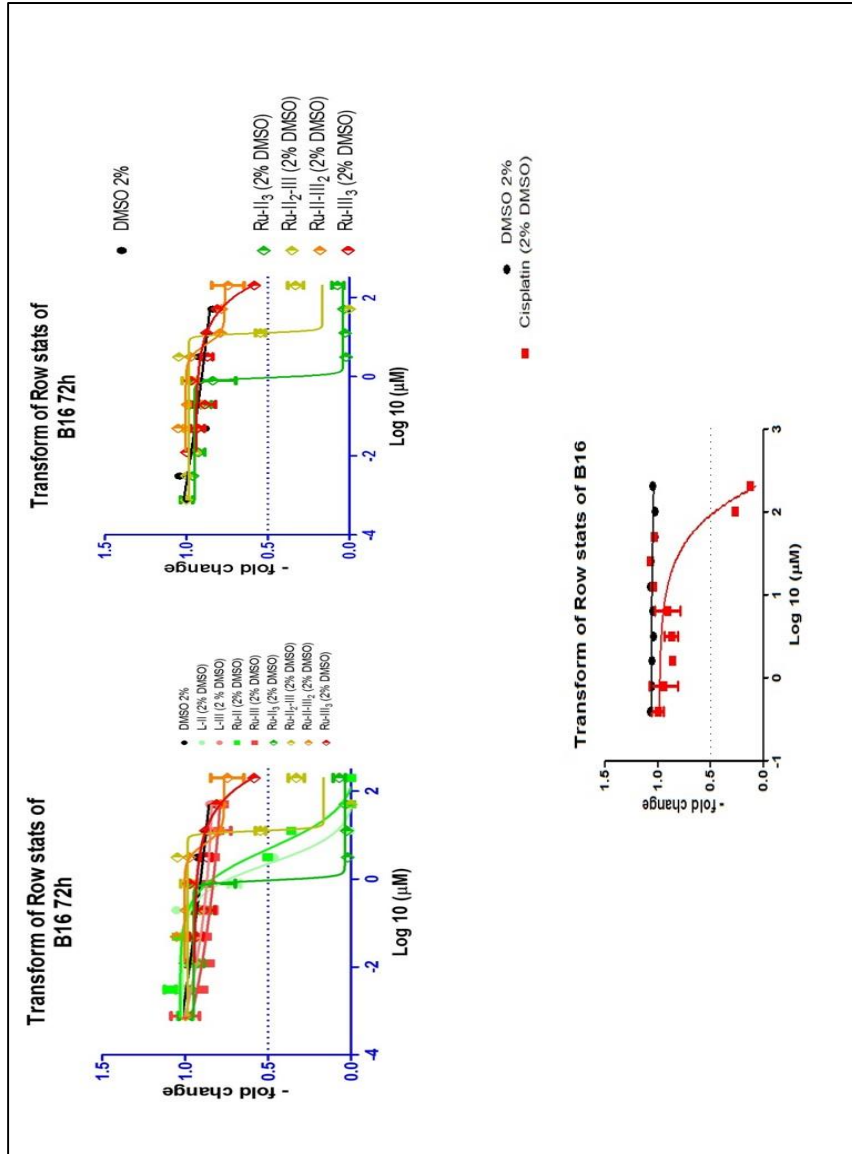 Transform of Row stats of
B16 72h
- fold change
1.5
1.0
0.5
0.0
-4
-2
0
2
Log 10 (µM)
DMSO 2%
L-II (2% DMSO)
L-III (2 % DMSO)
Ru-II (2% DMSO)
Ru-III (2% DMSO)
Ru-II₃ (2% DMSO)
Ru-II₂-III (2% DMSO)
Ru-II-III₂ (2% DMSO)
Ru-III₃ (2% DMSO)
Transform of Row stats of
B16 72h
- fold change
1.5
1.0
0.5
0.0
-4
-2
0
2
Log 10 (µM)
DMSO 2%
Ru-II₃ (2% DMSO)
Ru-II₂-III (2% DMSO)
Ru-II-III₂ (2% DMSO)
Ru-III₃ (2% DMSO)
Transform of Row stats of B16
- fold change
1.5
1.0
0.5
0.0
-1
0
1
2
3
Log 10 (µM)
DMSO 2%
Cisplatin (2% DMSO)